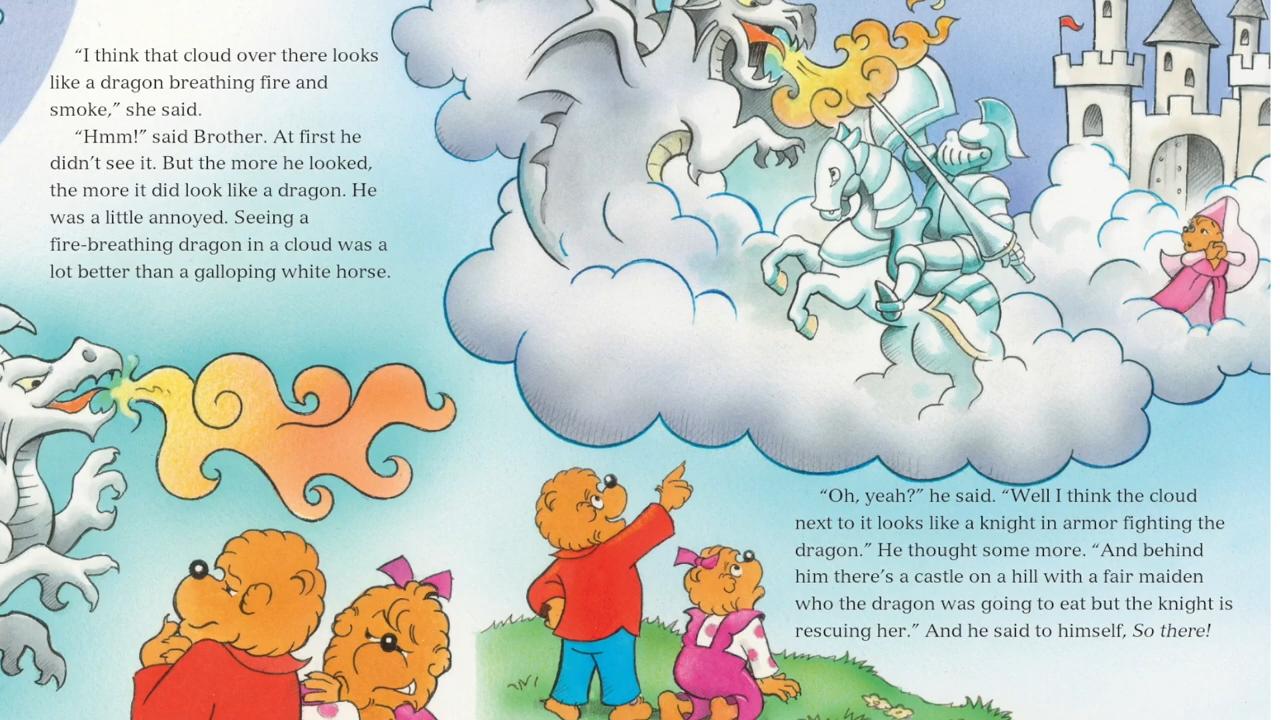 “I think that cloud over there looks
like a dragon breathing fire and
smoke,” she said.
“Hmm!” said Brother. At first he
didn’t see it. But the more he looked,
the more it did look like a dragon. He
was a little annoyed. Seeing a
fire-breathing dragon in a cloud was a
lot better than a galloping white horse.
“Oh, yeah?” he said. “Well I think the cloud
next to it looks like a knight in armor fighting the
dragon.” He thought some more. “And behind
him there’s a castle on a hill with a fair maiden
who the dragon was going to eat but the knight is
rescuing her.” And he said to himself, So there!